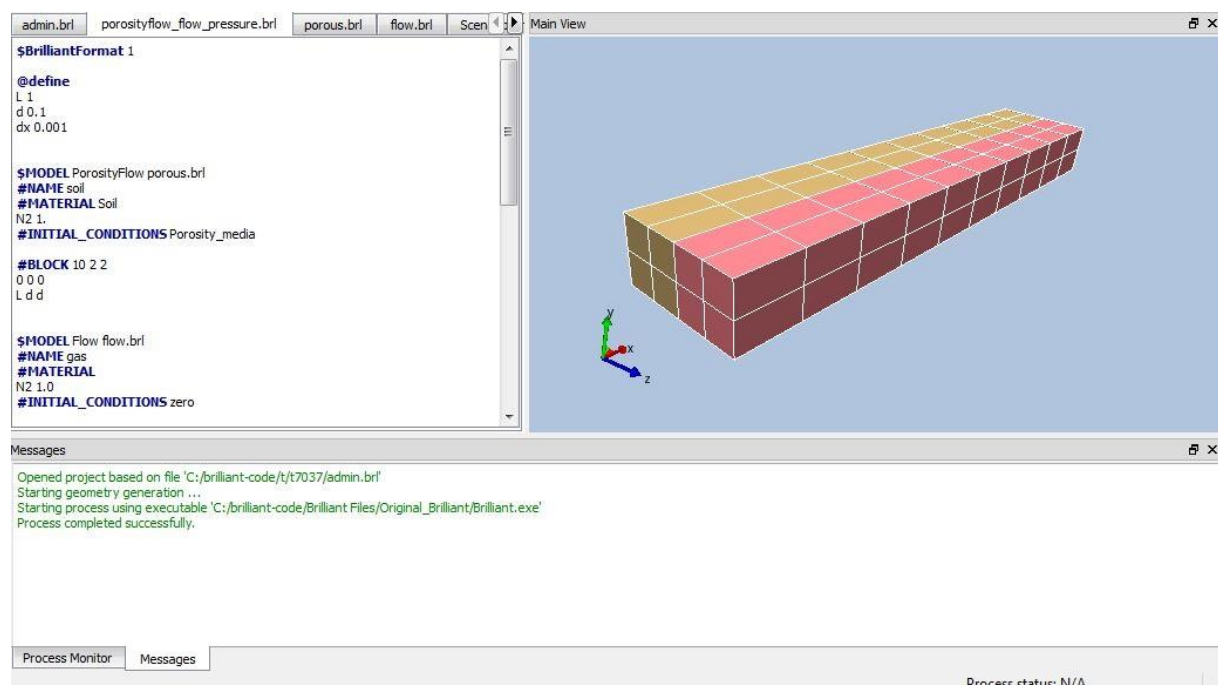 admin.brl porosityflow_flow_pressure.brl porous.brl flow.brl Scen
$BrilliantFormat 1
@define
L 1
d 0.1
dx 0.001
$MODEL PorosityFlow porous.brl
#NAME soil
#MATERIAL Soil
N2 1.
#INITIAL_CONDITIONS Porosity_media
#BLOCK 10 2 2
0 0 0
L d d
$MODEL Flow flow.brl
#NAME gas
#MATERIAL
N2 1.0
#INITIAL_CONDITIONS zero
Main View
y
x
z
Messages
Opened project based on file 'C:/brilliant-code/t/t7037/admin.brl'
Starting geometry generation ...
Starting process using executable 'C:/brilliant-code/Brilliant Files/Original_Brilliant/Brilliant.exe'
Process completed successfully.
Process Monitor Messages
Process status: N/A